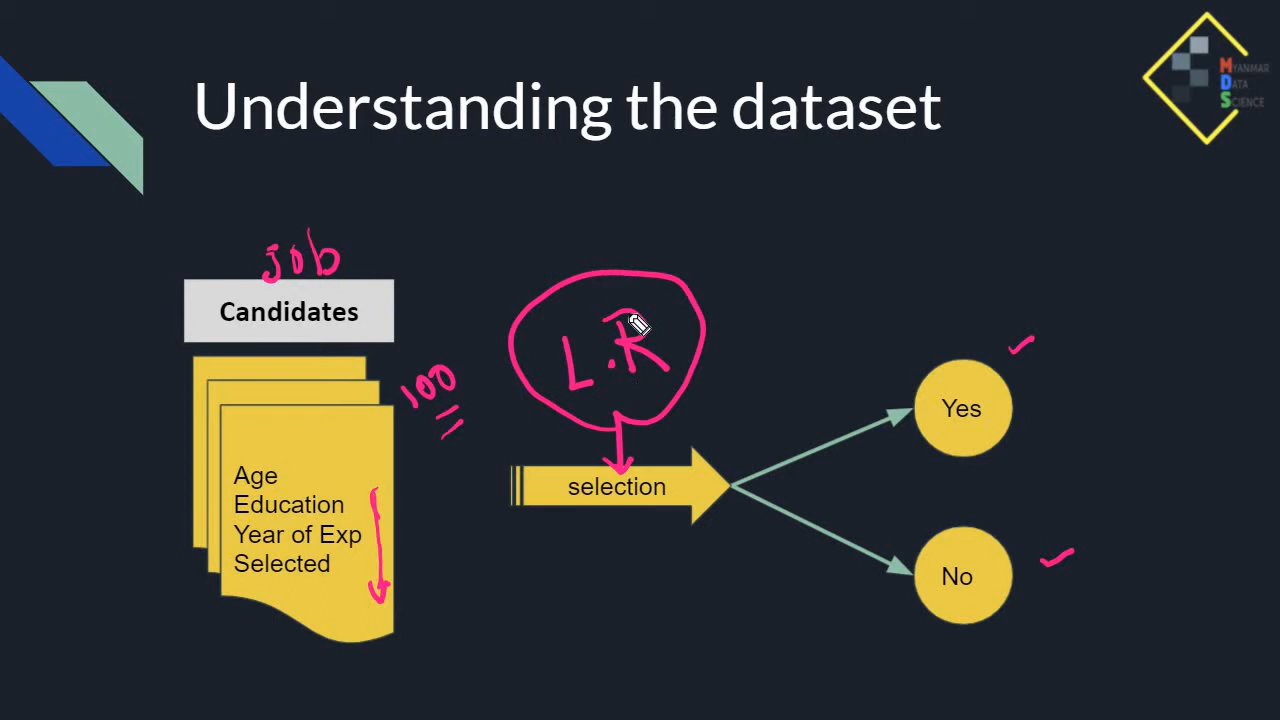 Understanding the dataset
MYANMAR
DATA
SCIENCE
job
Candidates
100
Age
Education
Year of Exp
Selected
L.R
selection
Yes
No